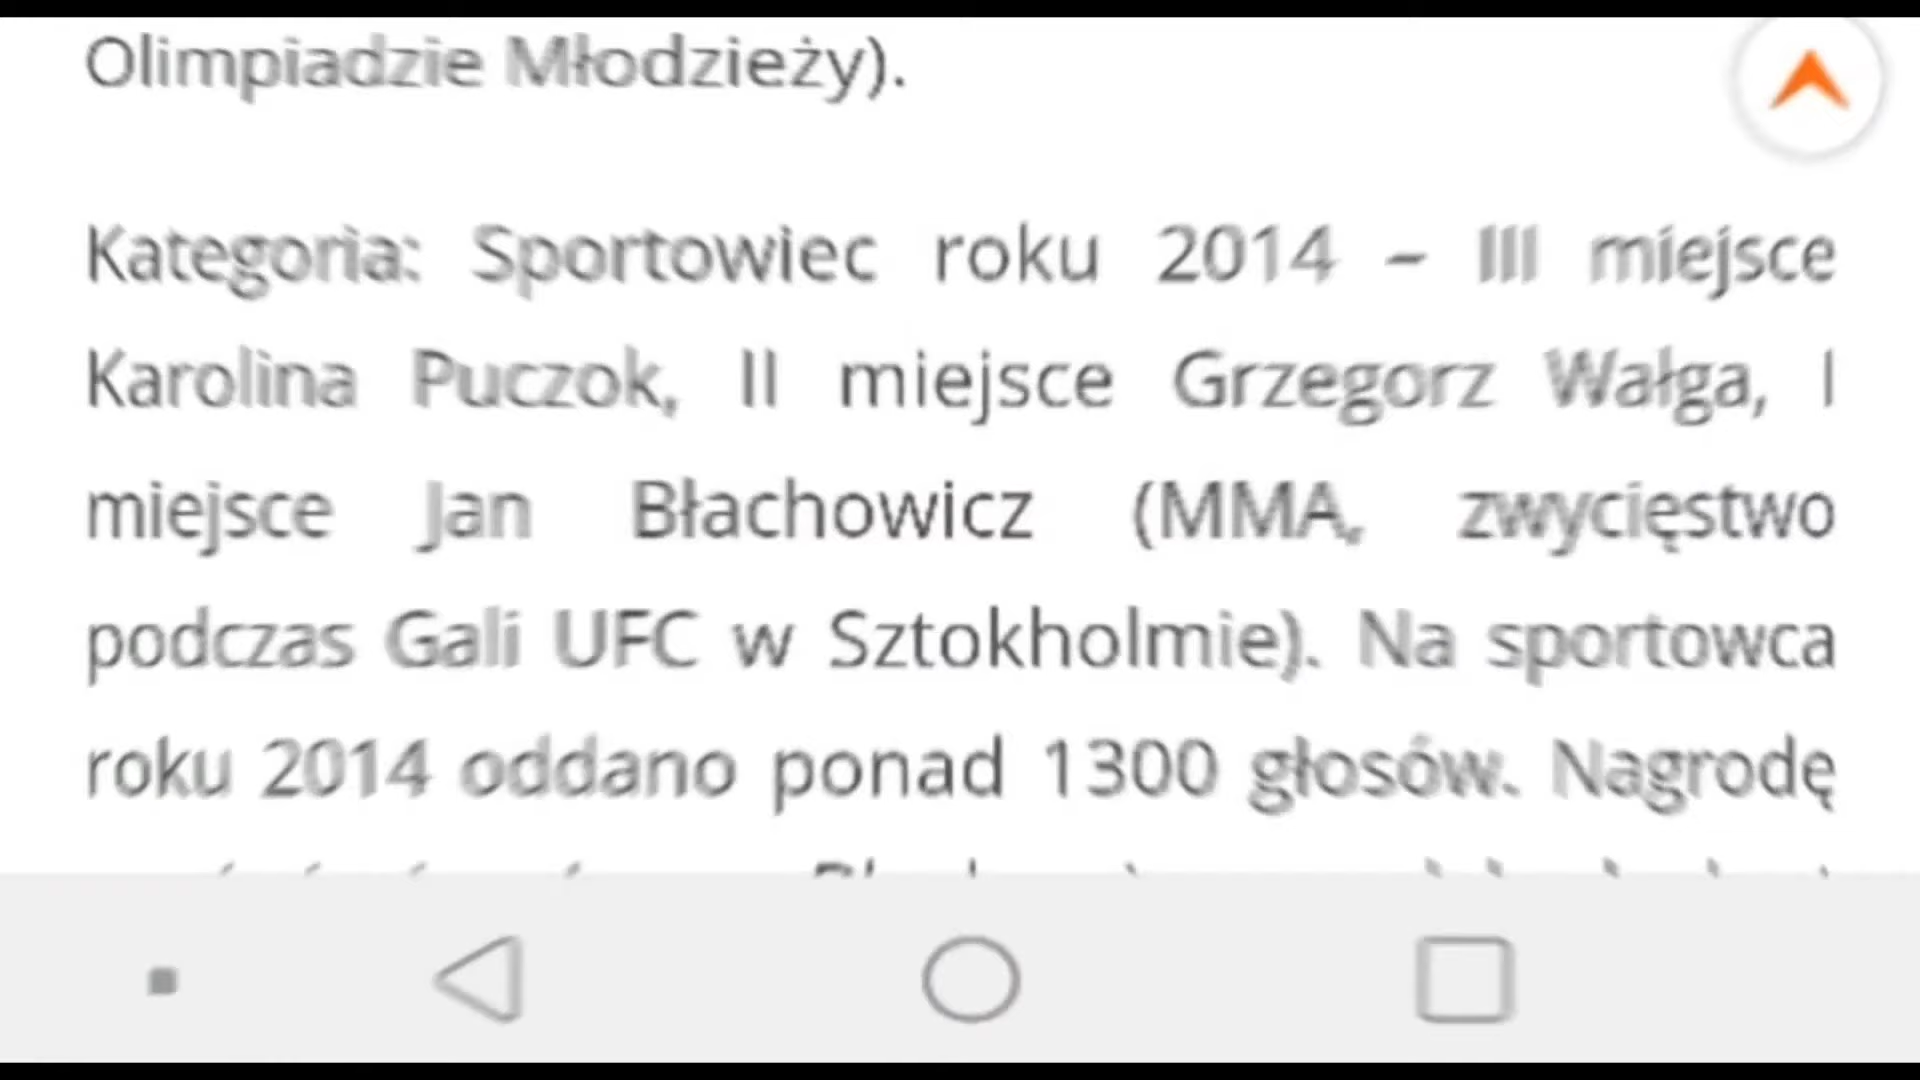 Olimpiadzie Młodzieży).
Kategoria: Sportowiec roku 2014 – III miejsce
Karolina Puczok, II miejsce Grzegorz Wałga, I
miejsce Jan Błachowicz (MMA, zwycięstwo
podczas Gali UFC w Sztokholmie). Na sportowca
roku 2014 oddano ponad 1300 głosów. Nagrodę